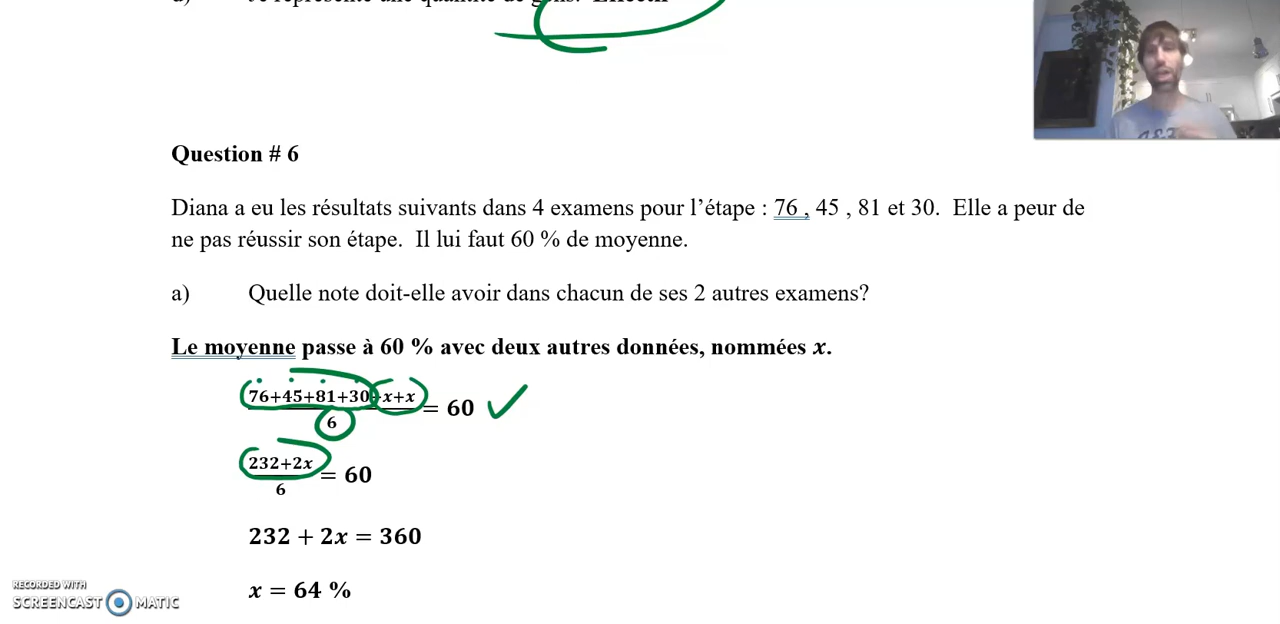 Question # 6
Diana a eu les résultats suivants dans 4 examens pour l'étape : 76 , 45 , 81 et 30. Elle a peur de
ne pas réussir son étape. Il lui faut 60 % de moyenne.
a) Quelle note doit-elle avoir dans chacun de ses 2 autres examens?
Le moyenne passe à 60 % avec deux autres données, nommées x.
76+45+81+30+x+x
= 60
6
232+2x
= 60
6
232 + 2x = 360
x = 64 %
RECORDED WITH
SCREENCAST MATIC